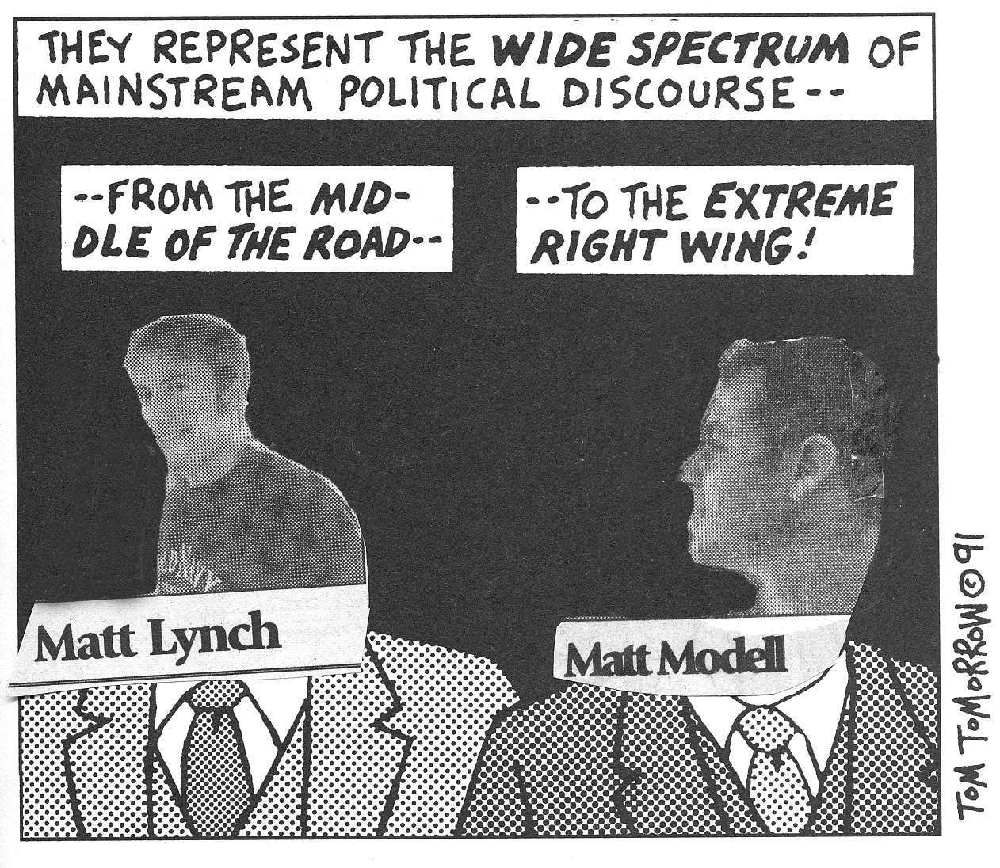 THEY REPRESENT THE WIDE SPECTRUM OF
MAINSTREAM POLITICAL DISCOURSE--
--FROM THE MID-
DLE OF THE ROAD--
--TO THE EXTREME
RIGHT WING!
Matt Lynch
Matt Modell
TOM TOMORROW © 91